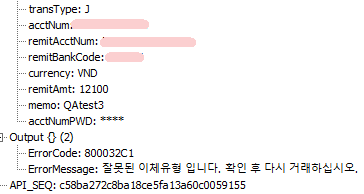 transType: J
acctNum:
remitAcctNum:
remitBankCode:
currency: VND
remitAmt: 12100
memo: QAtest3
acctNumPWD: ****
Output {} (2)
ErrorCode: 800032C1
ErrorMessage: 잘못된 이체유형 입니다. 확인 후 다시 거래하십시오.
API_SEQ: c58ba272c8ba18ce5fa13a60c0059155